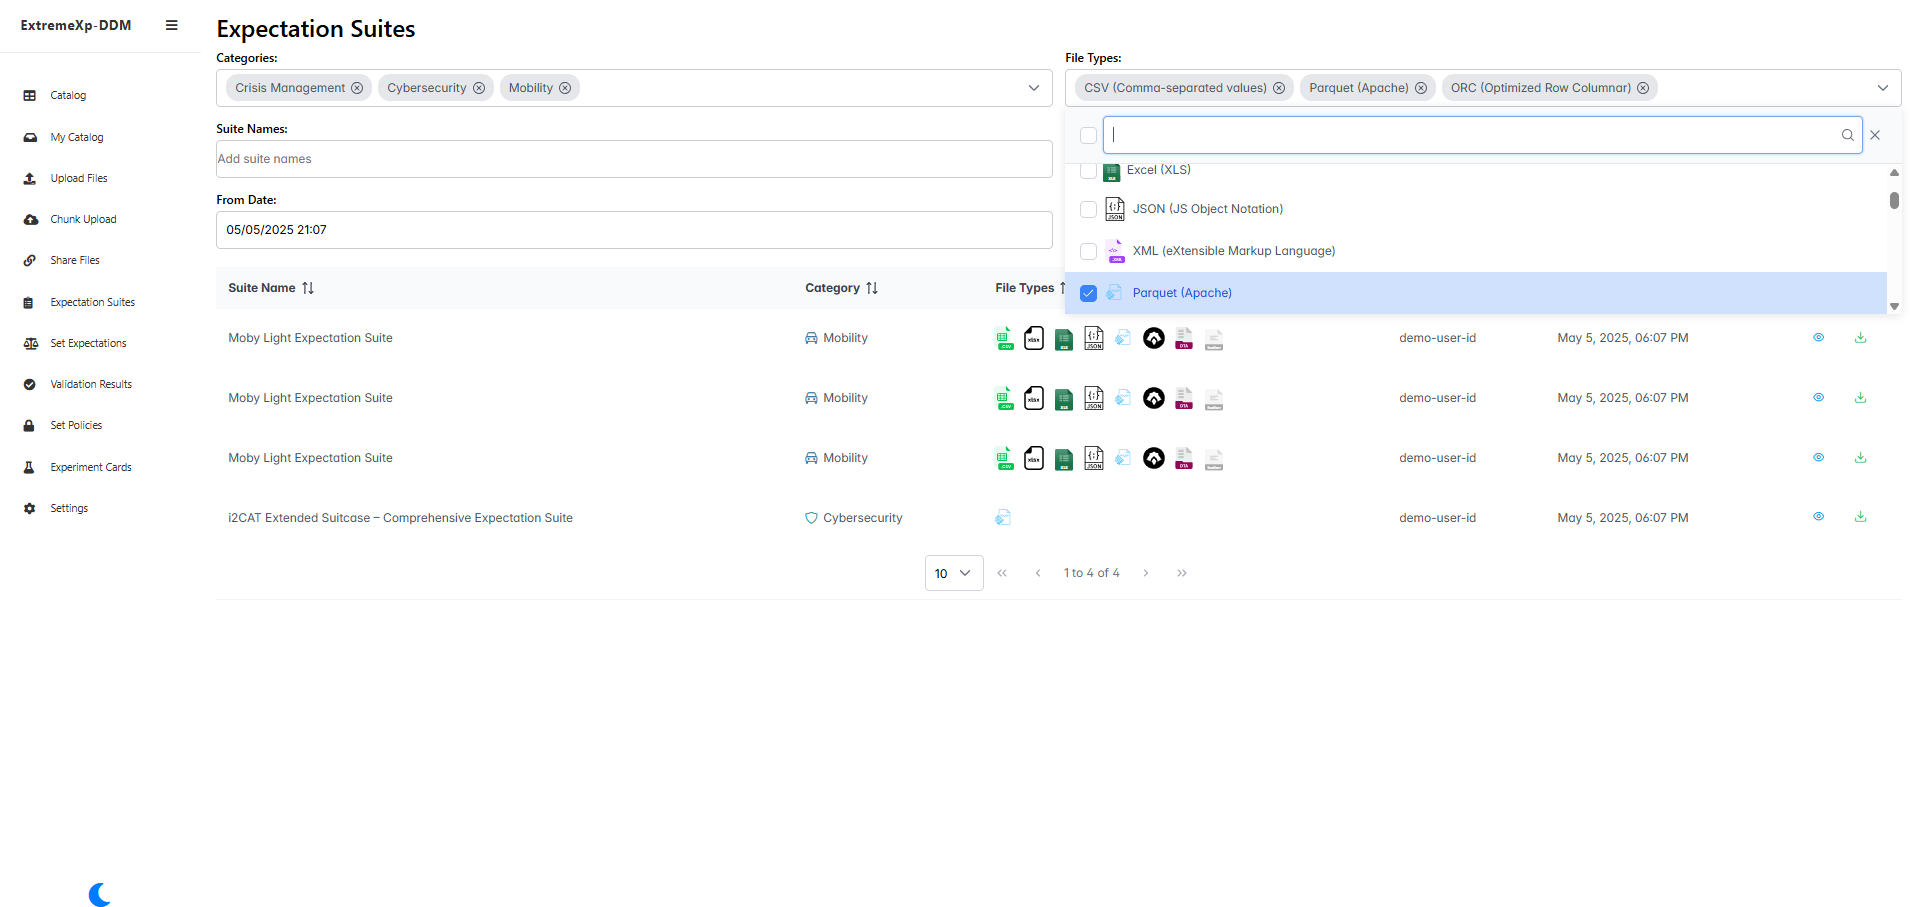 ExtremeXp-DDM
Catalog
My Catalog
Upload Files
Chunk Upload
Share Files
Expectation Suites
Set Expectations
Validation Results
Set Policies
Experiment Cards
Settings
Expectation Suites
Categories:
Crisis Management
Cybersecurity
Mobility
File Types:
CSV (Comma-separated values)
Parquet (Apache)
ORC (Optimized Row Columnar)
Suite Names:
Add suite names
From Date:
05/05/2025 21:07
Excel (XLS)
JSON (JS Object Notation)
XML (eXtensible Markup Language)
Parquet (Apache)
Suite Name
Category
File Types
Moby Light Expectation Suite
Mobility
demo-user-id
May 5, 2025, 06:07 PM
Moby Light Expectation Suite
Mobility
demo-user-id
May 5, 2025, 06:07 PM
Moby Light Expectation Suite
Mobility
demo-user-id
May 5, 2025, 06:07 PM
i2CAT Extended Suitcase – Comprehensive Expectation Suite
Cybersecurity
demo-user-id
May 5, 2025, 06:07 PM
10
1 to 4 of 4